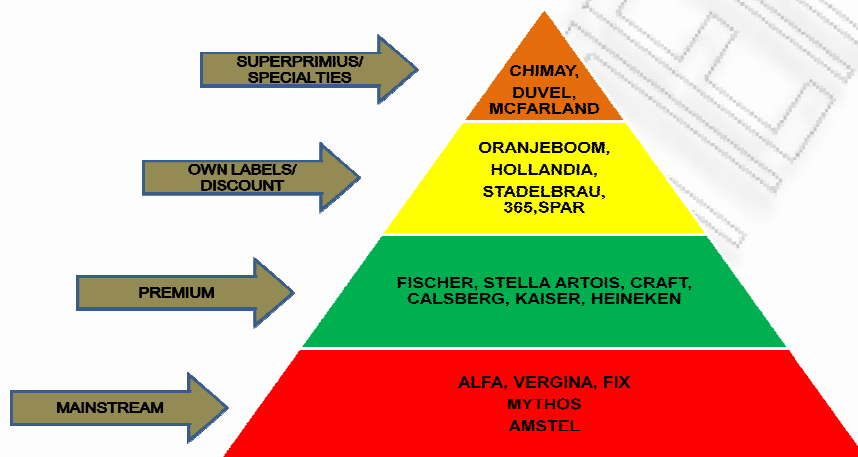 SUPERPRIMIUS/
SPECIALTIES
CHIMAY,
DUVEL,
MCFARLAND
OWN LABELS/
DISCOUNT
ORANJEBOOM,
HOLLANDIA,
STADELBRAU,
365,SPAR
PREMIUM
FISCHER, STELLA ARTOIS, CRAFT,
CALSBERG, KAISER, HEINEKEN
MAINSTREAM
ALFA, VERGINA, FIX
MYTHOS
AMSTEL